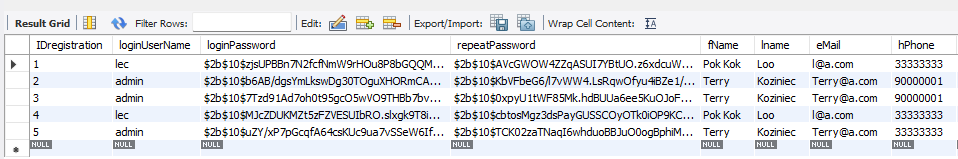 Result Grid Filter Rows: Edit: Export/Import: Wrap Cell Content: IA
IDregistration loginUserName loginPassword repeatPassword fName lname eMail hPhone
1 lec $2b$10$zjsUPBBn7N2fcfNmW9rHOu8P8bGQQM... $2b$10$AVcGWOW4ZZqASUI7YBtUO.z6xdcuW... Pok Kok Loo l@a.com 33333333
2 admin $2b$10$b6AB/dgsYmLkswDg30TOguXHORmCA... $2b$10$KbVFbeG6/l7vWW4.LsRqwOfyu4iBZe1/... Terry Koziniec Terry@a.com 90000001
3 admin $2b$10$7Tzd91Ad7oh0t95gcO5wVO9THBb7bv... $2b$10$0xpyU1tWF85Mk.hdBUUa6ee5KuOJoF... Terry Koziniec Terry@a.com 90000001
4 lec $2b$10$MJcZDUKMZt5zFZVESUIbRO.slxgk9T8i... $2b$10$cbtosMgz3dsPayGUSSCOyOTk0iOP9KC... Pok Kok Loo l@a.com 33333333
5 admin $2b$10$uZY/xP7pGcqfA64csKUc9ua7vSSeW6If... $2b$10$TCK02zaTNaqI6whduoBBJuO0ogBphiM... Terry Koziniec Terry@a.com 33333333
NULL NULL NULL NULL NULL NULL NULL NULL